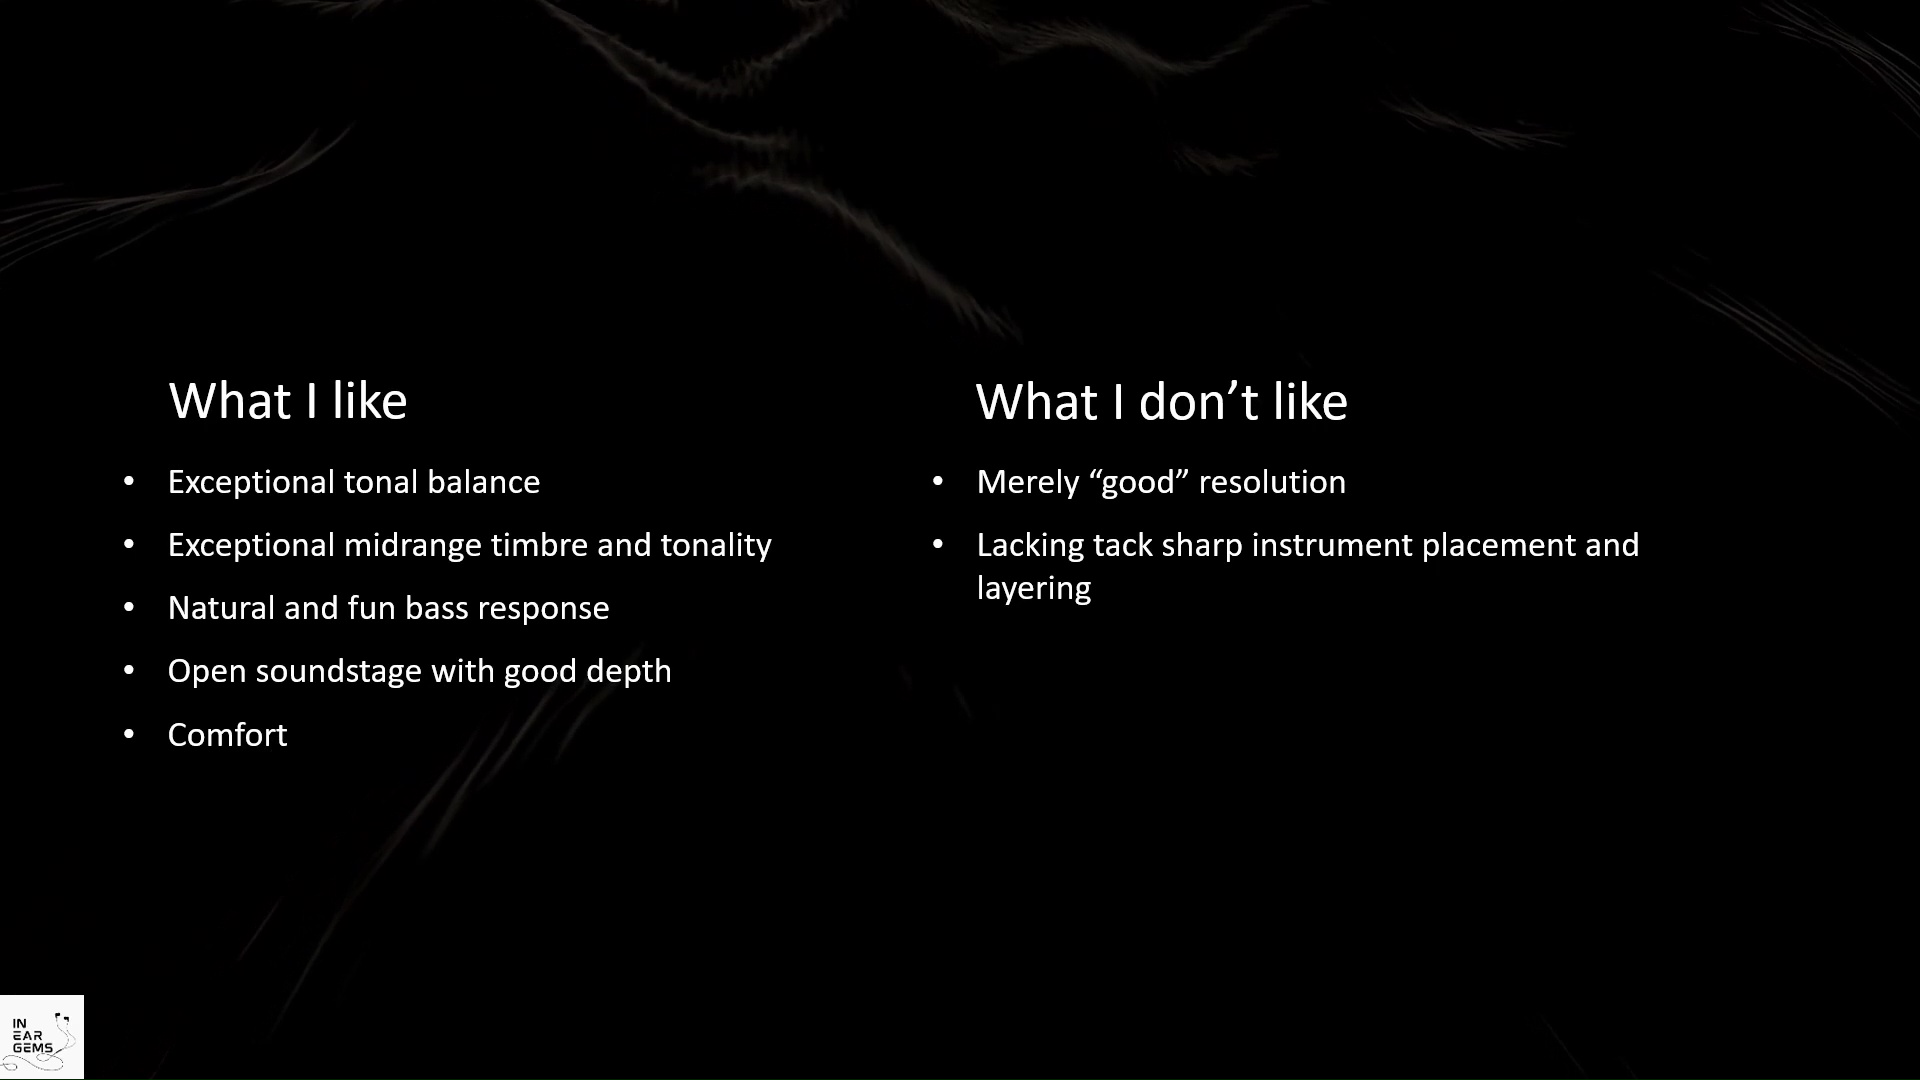 What I like
• Exceptional tonal balance
• Exceptional midrange timbre and tonality
• Natural and fun bass response
• Open soundstage with good depth
• Comfort
What I don’t like
• Merely “good” resolution
• Lacking tack sharp instrument placement and
layering
IN
EAR
GEMS